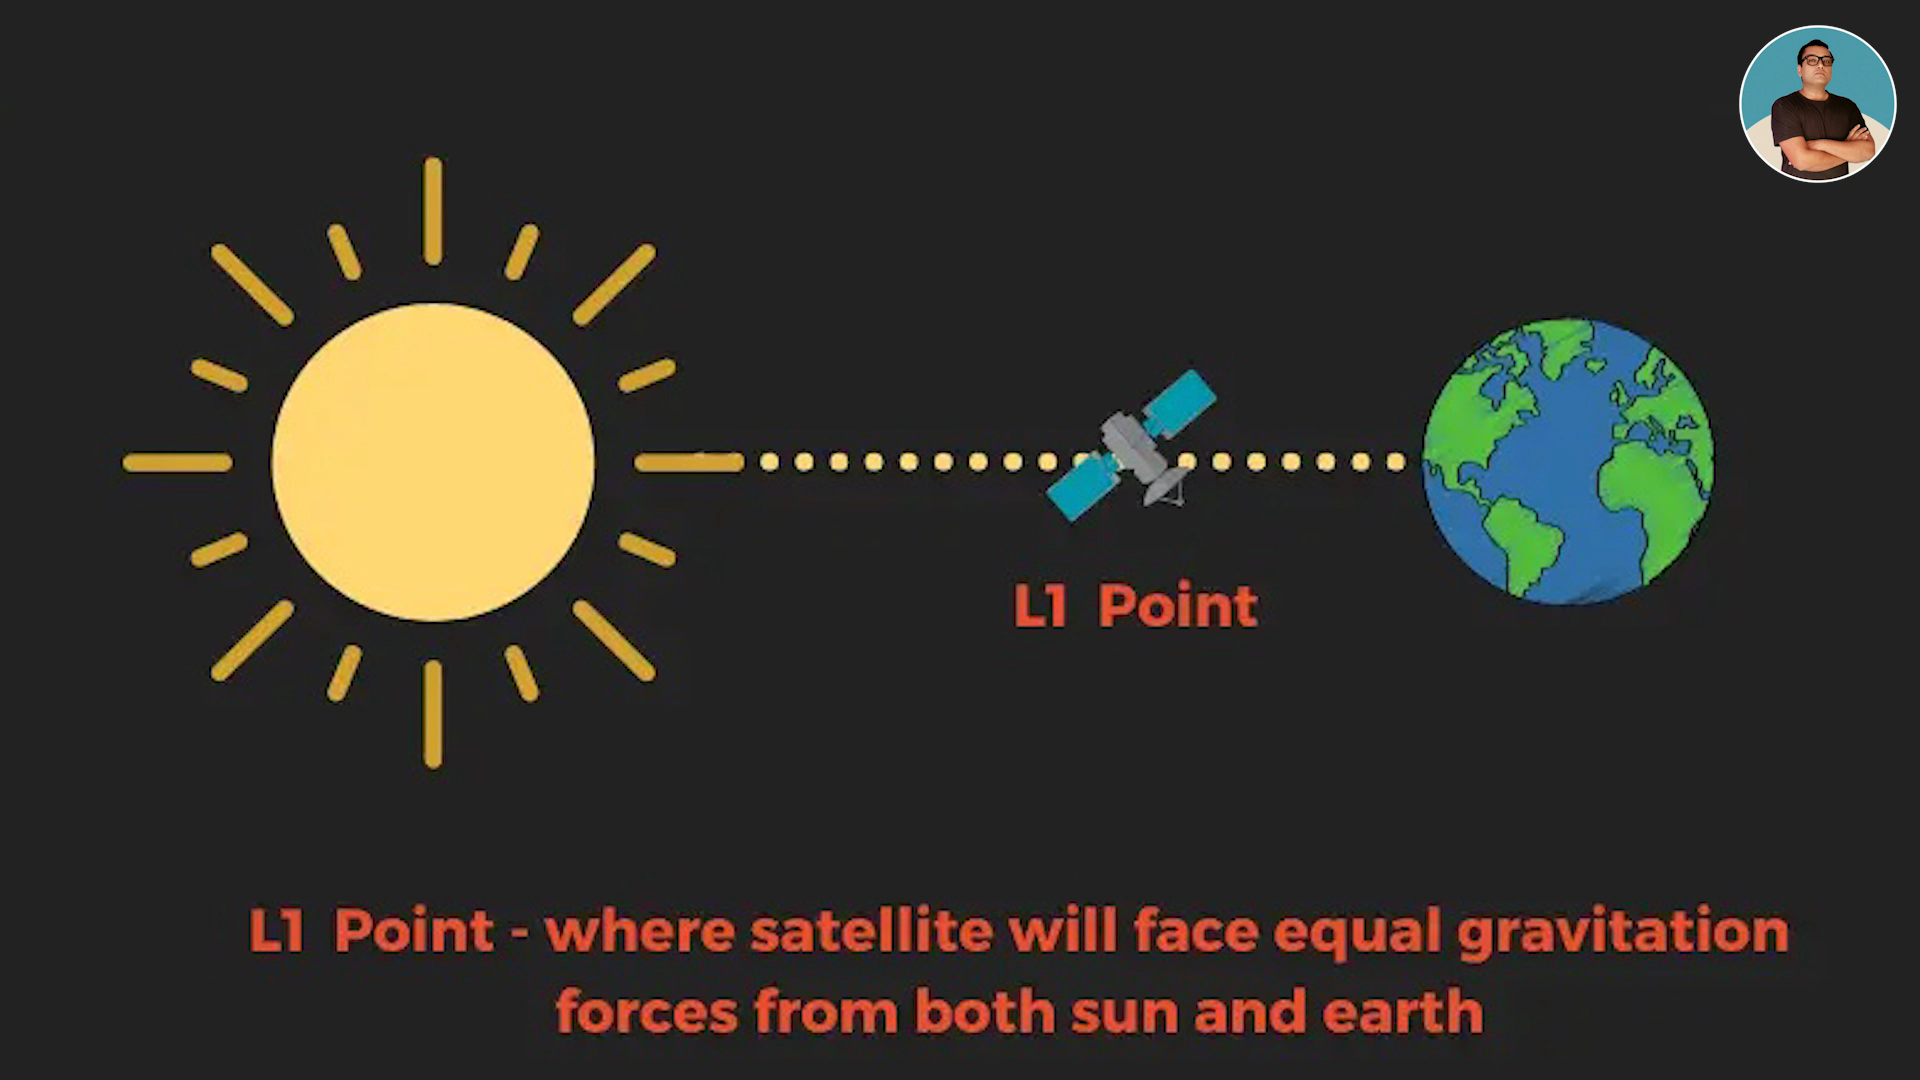 L1 Point
L1 Point - where satellite will face equal gravitation
forces from both sun and earth